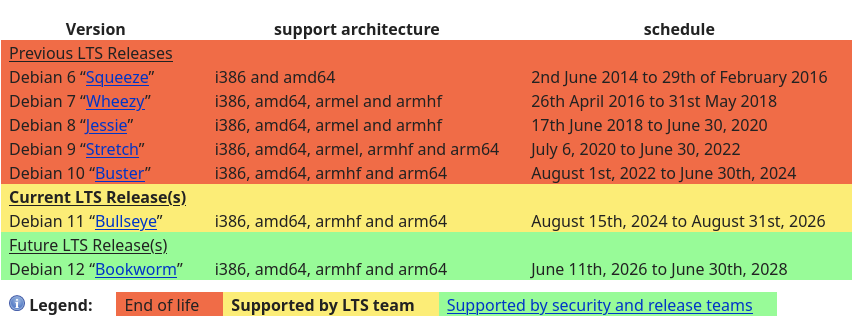 Version support architecture schedule
Previous LTS Releases
Debian 6 “Squeeze” i386 and amd64 2nd June 2014 to 29th of February 2016
Debian 7 “Wheezy” i386, amd64, armel and armhf 26th April 2016 to 31st May 2018
Debian 8 “Jessie” i386, amd64, armel and armhf 17th June 2018 to June 30, 2020
Debian 9 “Stretch” i386, amd64, armel, armhf and arm64 July 6, 2020 to June 30, 2022
Debian 10 “Buster” i386, amd64, armhf and arm64 August 1st, 2022 to June 30th, 2024
Current LTS Release(s)
Debian 11 “Bullseye” i386, amd64, armhf and arm64 August 15th, 2024 to August 31st, 2026
Future LTS Release(s)
Debian 12 “Bookworm” i386, amd64, armhf and arm64 June 11th, 2026 to June 30th, 2028
Legend: End of life Supported by LTS team Supported by security and release teams